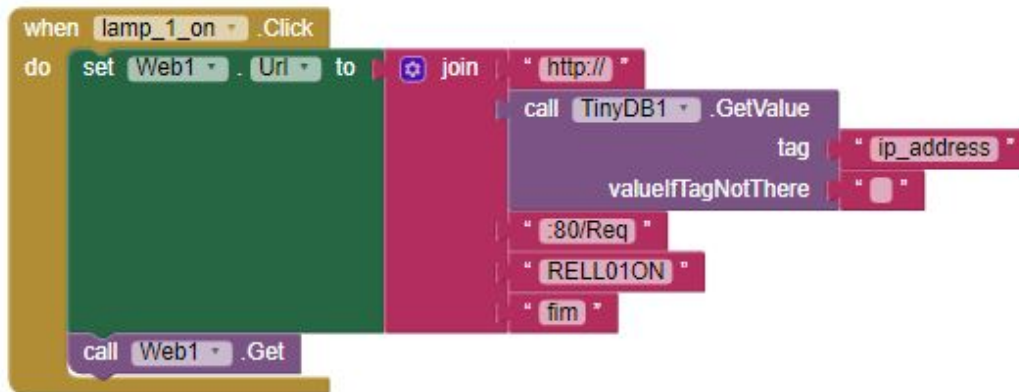 when lamp_1_on .Click
do set Web1 . Url to join " http:// "
call TinyDB1 .GetValue
tag " ip_address "
valueIfTagNotThere " "
" :80/Req "
" RELL01ON "
" fim "
call Web1 .Get